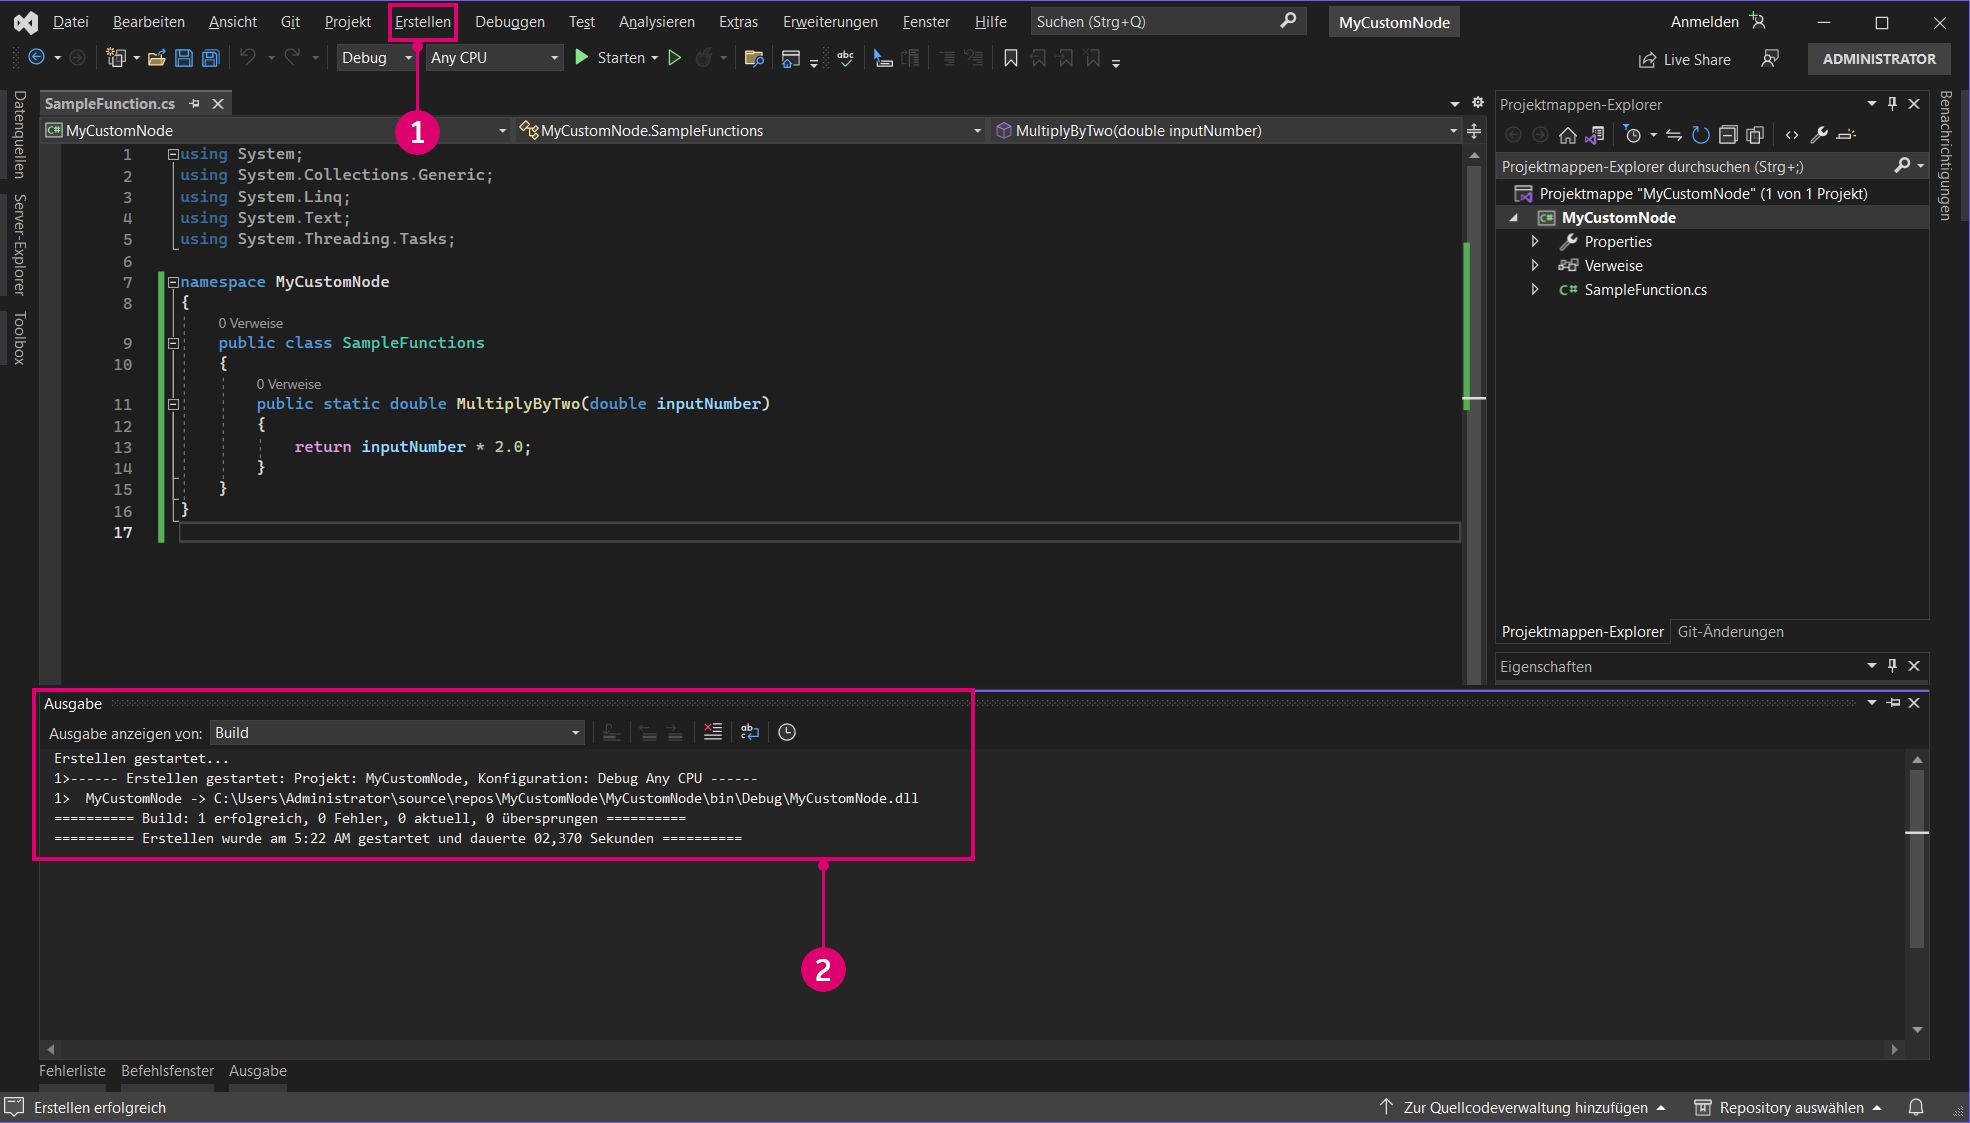 Datei Bearbeiten Ansicht Git Projekt Erstellen Debuggen Test Analysieren Extras Erweiterungen Fenster Hilfe Suchen (Strg+Q) MyCustomNode Anmelden
Debug Any CPU Starten abc Live Share ADMINISTRATOR
1
Datenquellen
Server-Explorer
Toolbox
SampleFunction.cs
C# MyCustomNode MyCustomNode.SampleFunctions MultiplyByTwo(double inputNumber)
1 using System;
2 using System.Collections.Generic;
3 using System.Linq;
4 using System.Text;
5 using System.Threading.Tasks;
6
7 namespace MyCustomNode
8 {
0 Verweise
9 public class SampleFunctions
10 {
0 Verweise
11 public static double MultiplyByTwo(double inputNumber)
12 {
13 return inputNumber * 2.0;
14 }
15 }
16 }
17
Projektmappen-Explorer
Projektmappen-Explorer durchsuchen (Strg+;)
Projektmappe "MyCustomNode" (1 von 1 Projekt)
C# MyCustomNode
Properties
Verweise
C# SampleFunction.cs
Projektmappen-Explorer Git-Änderungen
Eigenschaften
Benachrichtigungen
Ausgabe
Ausgabe anzeigen von: Build
Erstellen gestartet...
1>------ Erstellen gestartet: Projekt: MyCustomNode, Konfiguration: Debug Any CPU ------
1>  MyCustomNode -> C:\Users\Administrator\source\repos\MyCustomNode\MyCustomNode\bin\Debug\MyCustomNode.dll
========== Build: 1 erfolgreich, 0 Fehler, 0 aktuell, 0 übersprungen ==========
========== Erstellen wurde am 5:22 AM gestartet und dauerte 02,370 Sekunden ==========
2
Fehlerliste Befehlsfenster Ausgabe
Erstellen erfolgreich Zur Quellcodeverwaltung hinzufügen Repository auswählen